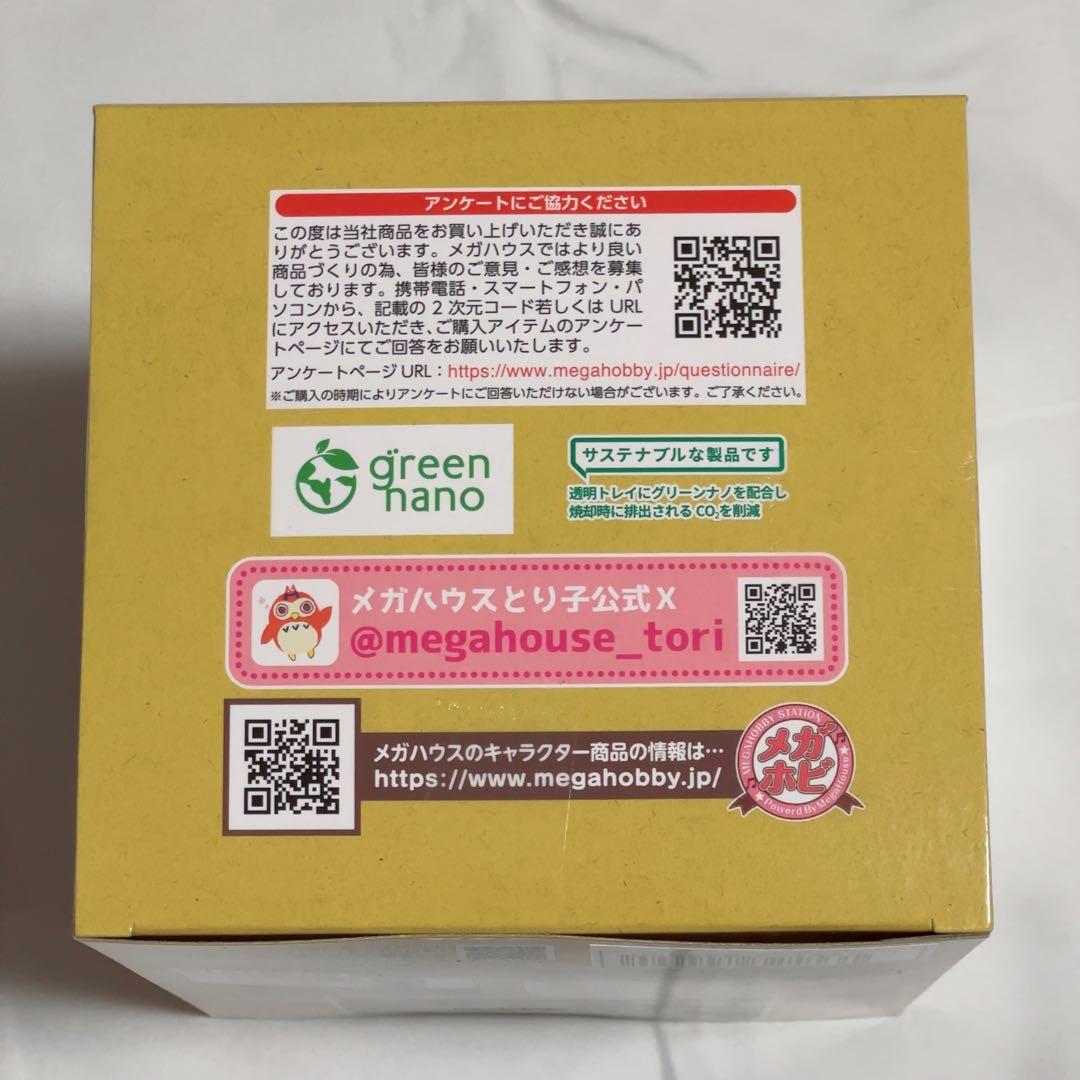 アンケートにご協力ください
この度は当社商品をお買い上げいただき誠にあ
りがとうございます。メガハウスではより良い
商品づくりの為、皆様のご意見・ご感想を募集
しております。携帯電話・スマートフォン・パ
ソコンから、記載の2次元コード若しくは URL
にアクセスいただき、ご購入アイテムのアンケー
トページにてご回答をお願いいたします。
アンケートページ URL：https://www.megahobby.jp/questionnaire/
※ご購入の時期によりアンケートにご回答いただけない場合がございます。ご了承ください。
green
nano
サステナブルな製品です
透明トレイにグリーンナノを配合し
焼却時に排出される CO₂を削減
メガハウスとり子公式X
@megahouse_tori
メガハウスのキャラクター商品の情報は…
https://www.megahobby.jp/
MEGAHOBBY STATION
メガ
ホビ
Powerd By MegaHouse